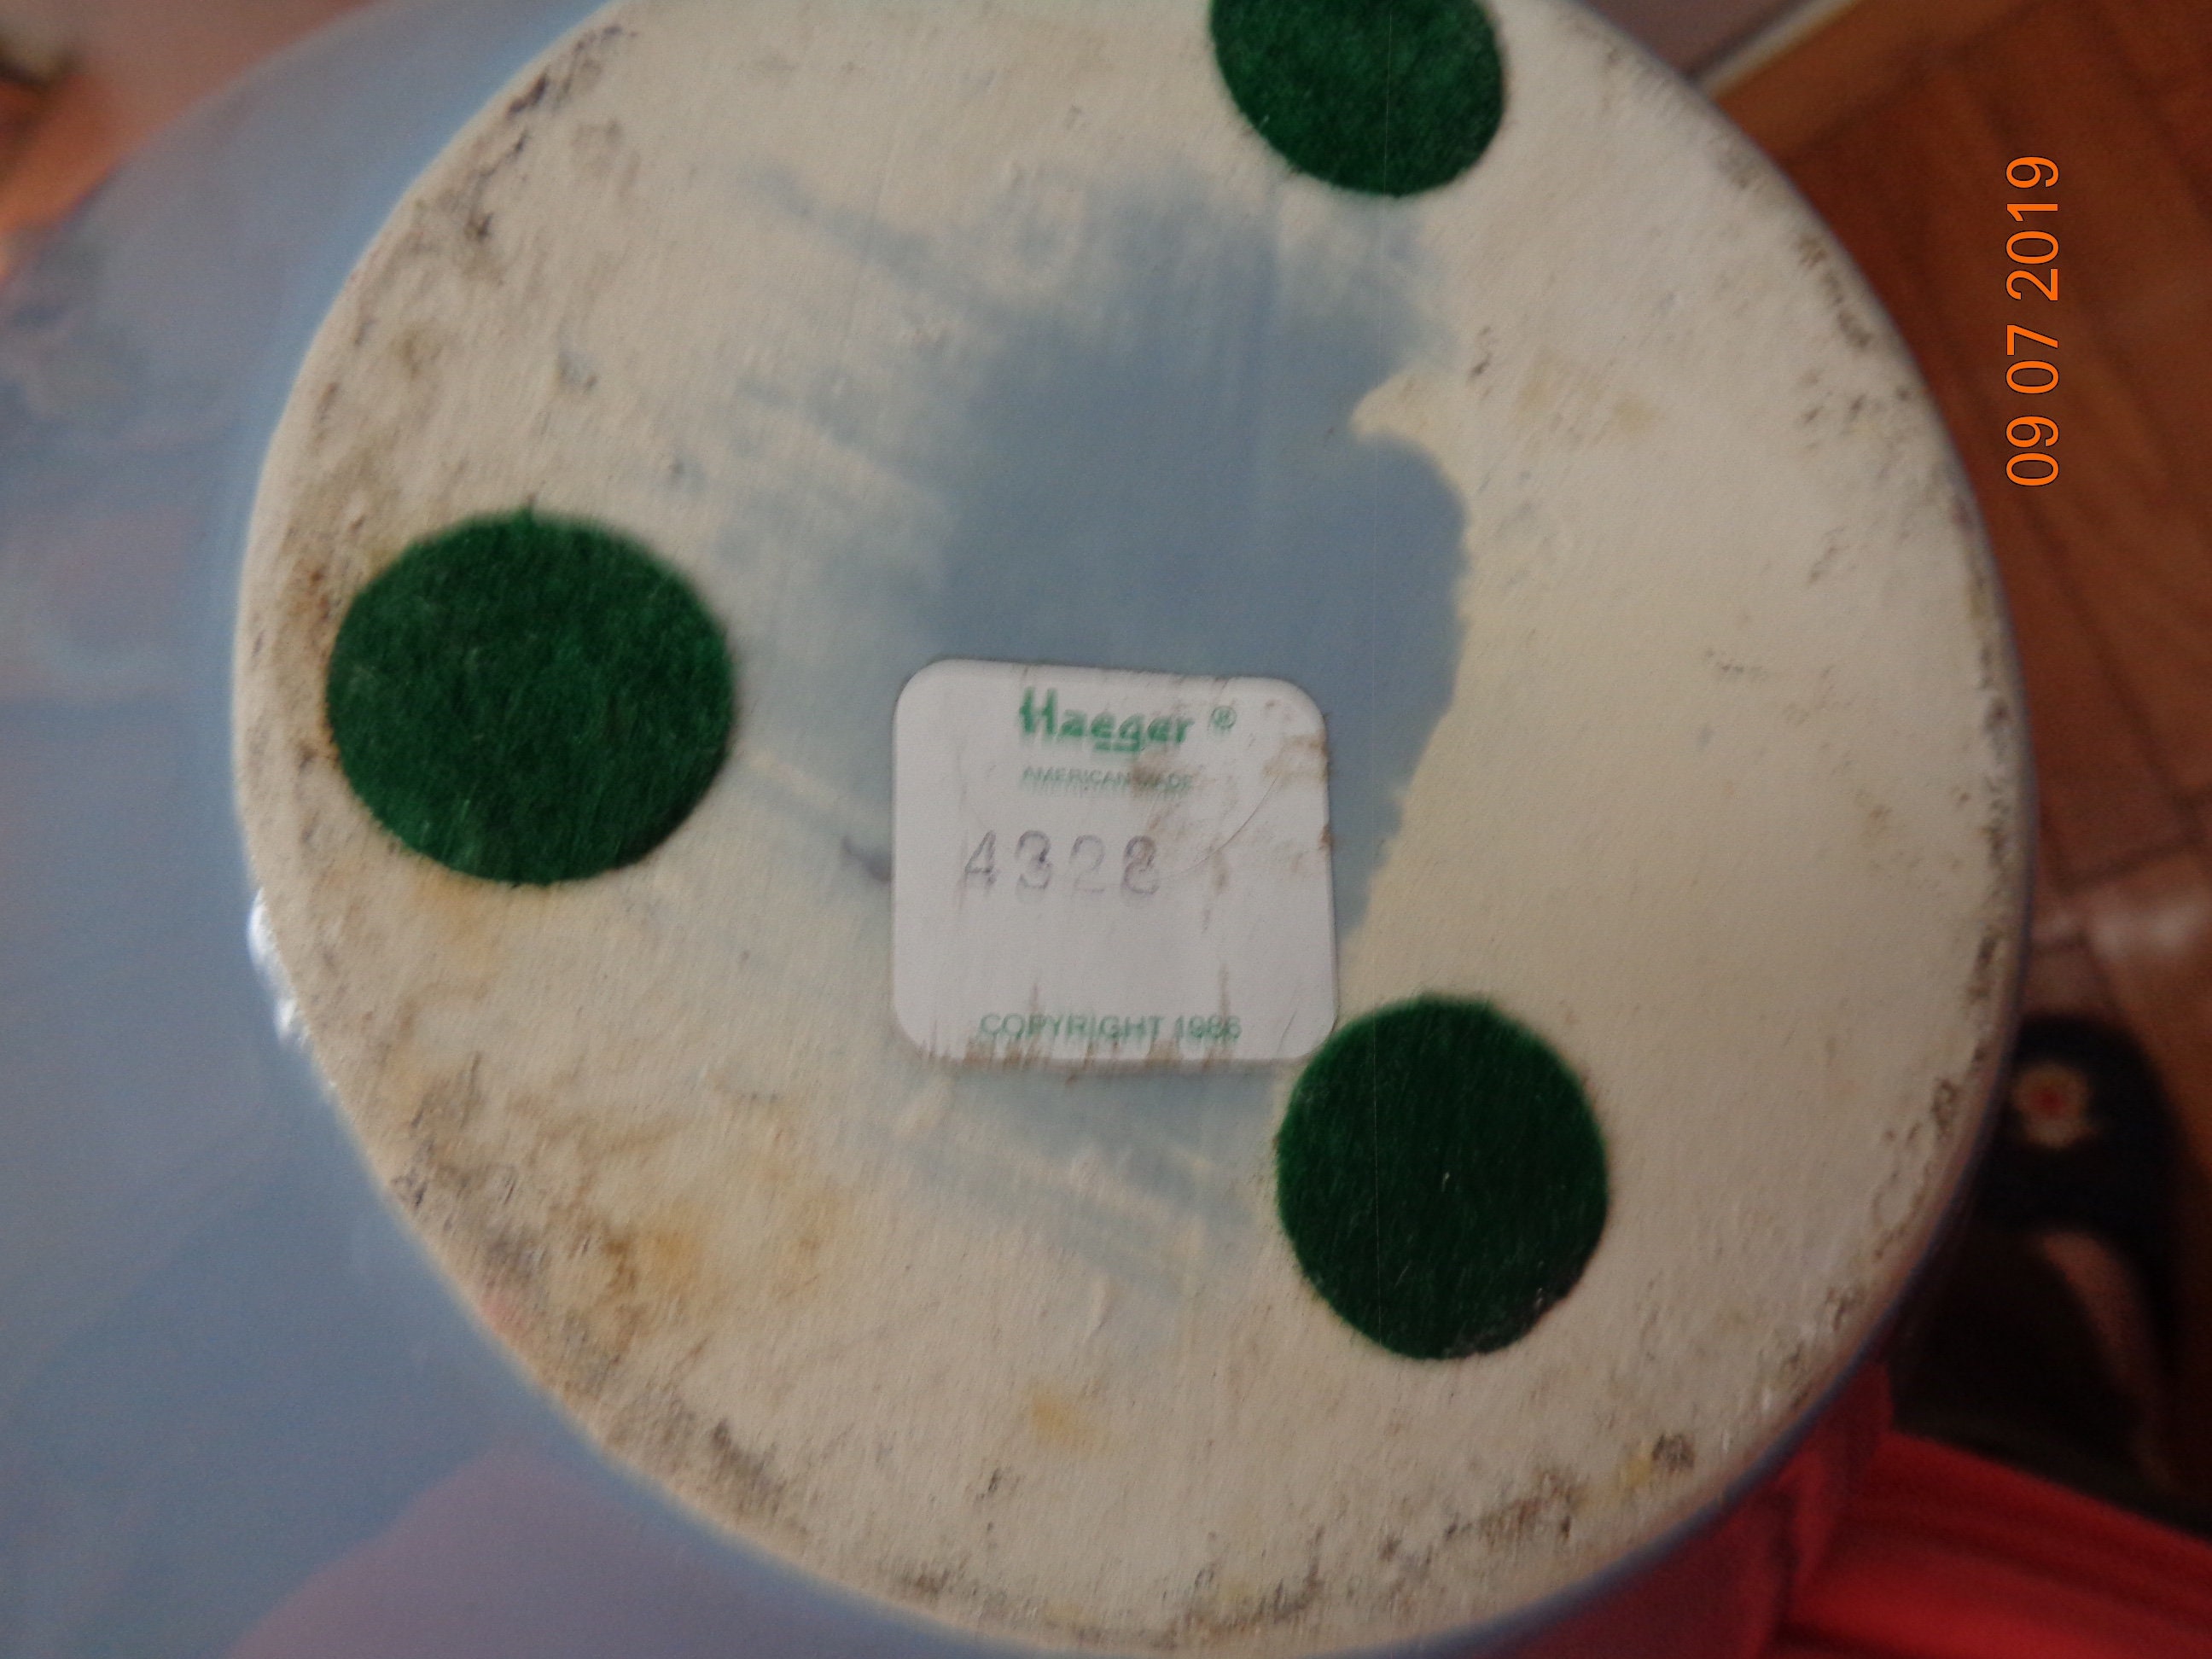 Haeger ®
AMERICAN MADE
4328
COPYRIGHT 1986
09 07 2019